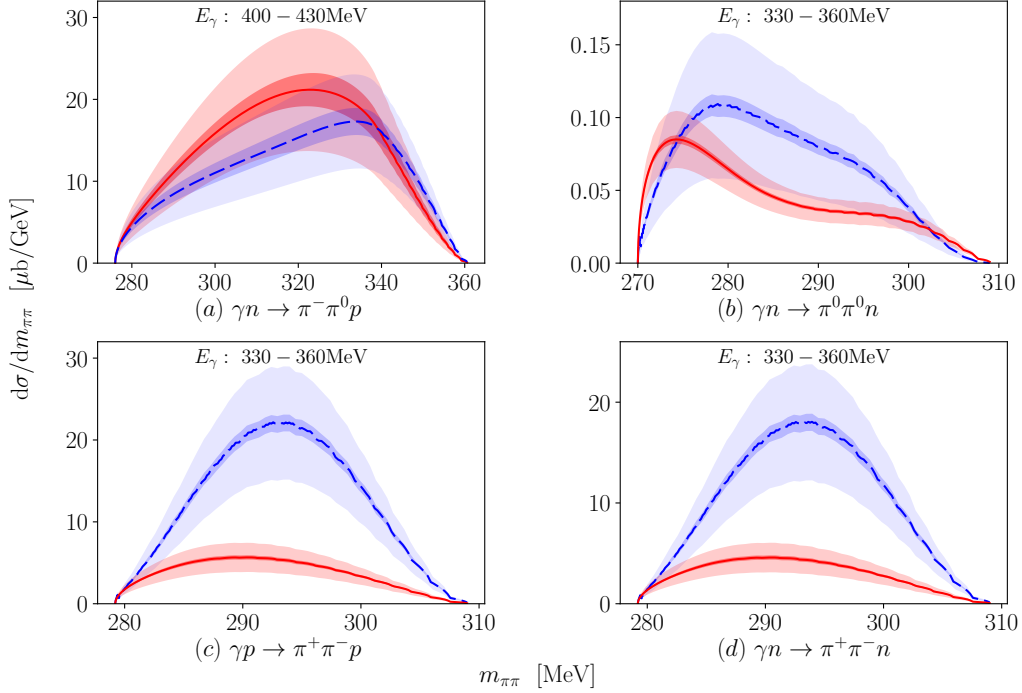 E_γ : 400 − 430MeV
30
20
10
0
280 300 320 340 360
(a) γn → π⁻π⁰p
E_γ : 330 − 360MeV
0.15
0.10
0.05
0.00
270 280 290 300 310
(b) γn → π⁰π⁰n
dσ/dm_ππ [μb/GeV]
E_γ : 330 − 360MeV
30
20
10
0
280 290 300 310
(c) γp → π⁺π⁻p
E_γ : 330 − 360MeV
20
10
0
280 290 300 310
(d) γn → π⁺π⁻n
m_ππ [MeV]